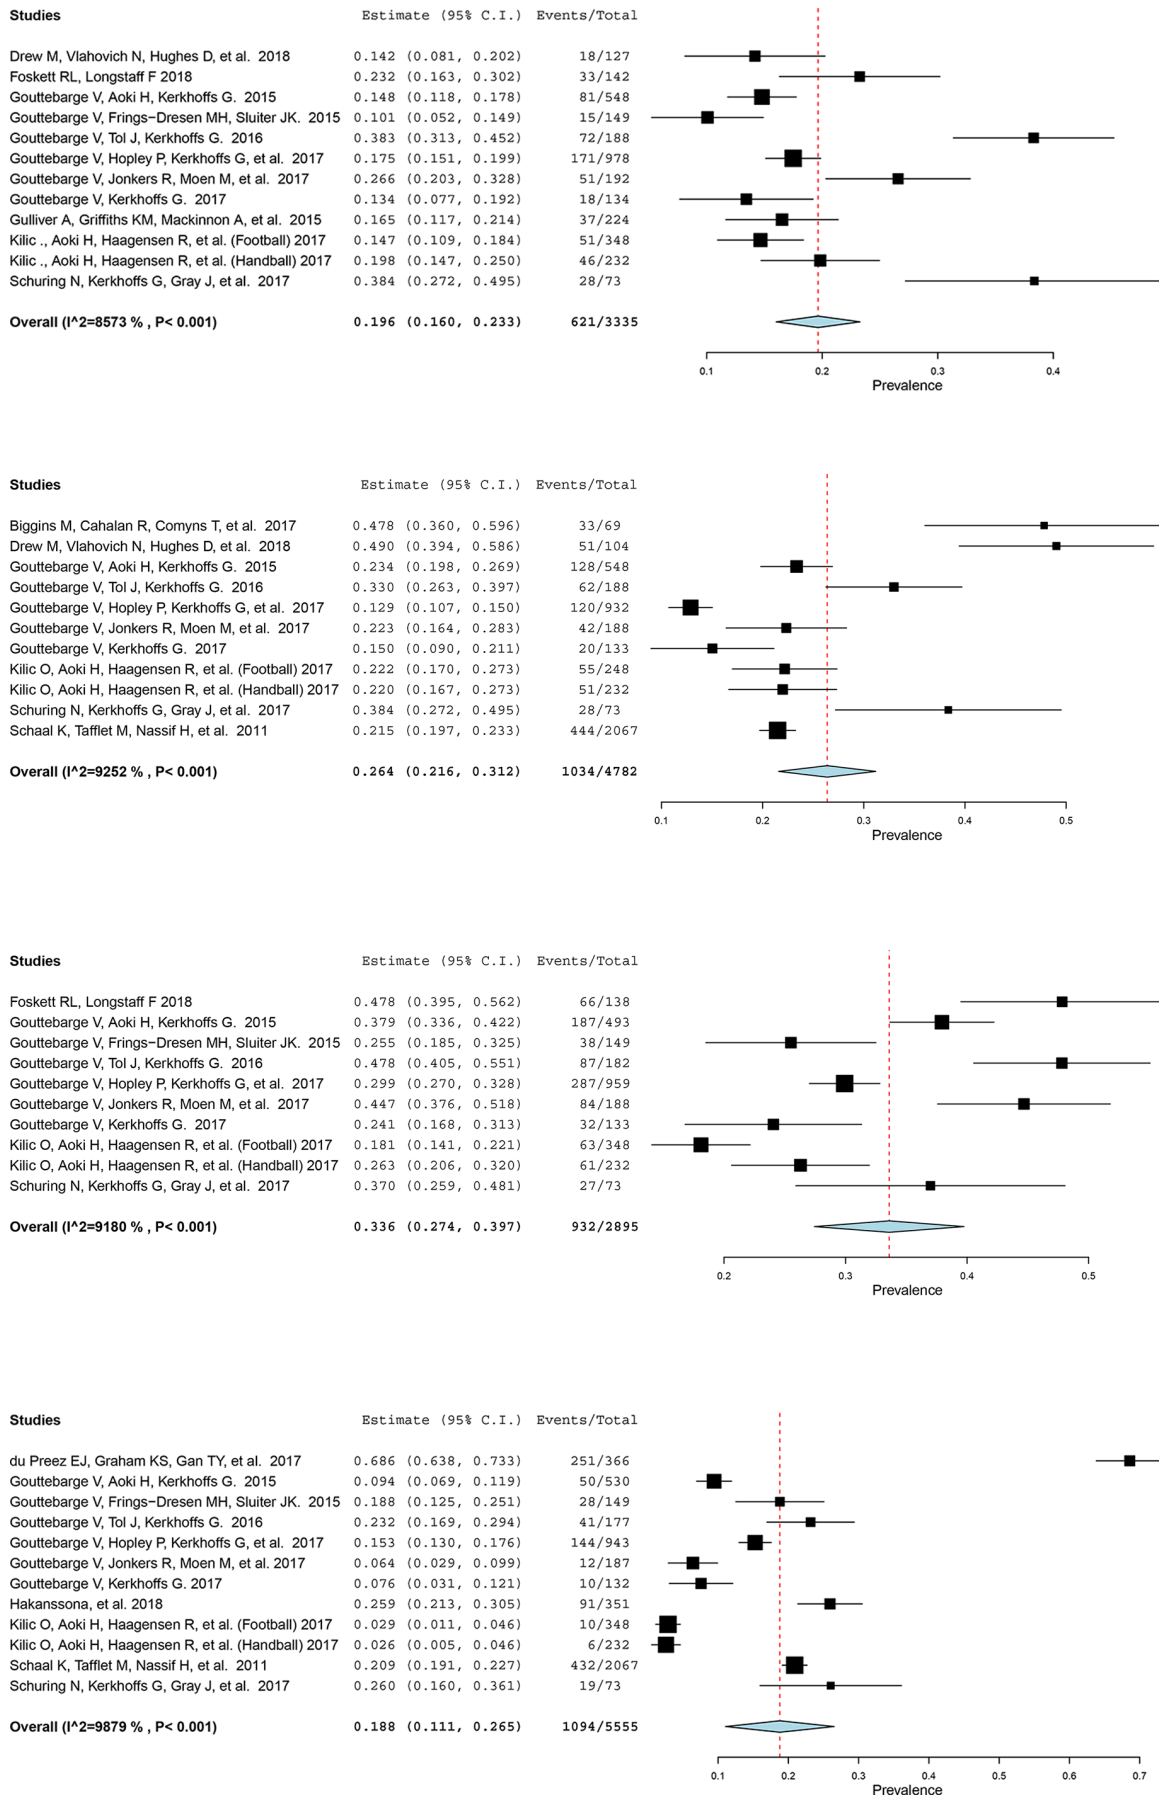 Studies Estimate (95% C.I.) Events/Total
Drew M, Vlahovich N, Hughes D, et al. 2018 0.142 (0.081, 0.202) 18/127
Foskett RL, Longstaff F 2018 0.232 (0.163, 0.302) 33/142
Gouttebarge V, Aoki H, Kerkhoffs G. 2015 0.148 (0.118, 0.178) 81/548
Gouttebarge V, Frings−Dresen MH, Sluiter JK. 2015 0.101 (0.052, 0.149) 15/149
Gouttebarge V, Tol J, Kerkhoffs G. 2016 0.383 (0.313, 0.452) 72/188
Gouttebarge V, Hopley P, Kerkhoffs G, et al. 2017 0.175 (0.151, 0.199) 171/978
Gouttebarge V, Jonkers R, Moen M, et al. 2017 0.266 (0.203, 0.328) 51/192
Gouttebarge V, Kerkhoffs G. 2017 0.134 (0.077, 0.192) 18/134
Gulliver A, Griffiths KM, Mackinnon A, et al. 2015 0.165 (0.117, 0.214) 37/224
Kilic ., Aoki H, Haagensen R, et al. (Football) 2017 0.147 (0.109, 0.184) 51/348
Kilic ., Aoki H, Haagensen R, et al. (Handball) 2017 0.198 (0.147, 0.250) 46/232
Schuring N, Kerkhoffs G, Gray J, et al. 2017 0.384 (0.272, 0.495) 28/73
Overall (I^2=8573 % , P< 0.001) 0.196 (0.160, 0.233) 621/3335
0.1 0.2 0.3 0.4
Prevalence
Studies Estimate (95% C.I.) Events/Total
Biggins M, Cahalan R, Comyns T, et al. 2017 0.478 (0.360, 0.596) 33/69
Drew M, Vlahovich N, Hughes D, et al. 2018 0.490 (0.394, 0.586) 51/104
Gouttebarge V, Aoki H, Kerkhoffs G. 2015 0.234 (0.198, 0.269) 128/548
Gouttebarge V, Tol J, Kerkhoffs G. 2016 0.330 (0.263, 0.397) 62/188
Gouttebarge V, Hopley P, Kerkhoffs G, et al. 2017 0.129 (0.107, 0.150) 120/932
Gouttebarge V, Jonkers R, Moen M, et al. 2017 0.223 (0.164, 0.283) 42/188
Gouttebarge V, Kerkhoffs G. 2017 0.150 (0.090, 0.211) 20/133
Kilic O, Aoki H, Haagensen R, et al. (Football) 2017 0.222 (0.170, 0.273) 55/248
Kilic O, Aoki H, Haagensen R, et al. (Handball) 2017 0.220 (0.167, 0.273) 51/232
Schuring N, Kerkhoffs G, Gray J, et al. 2017 0.384 (0.272, 0.495) 28/73
Schaal K, Tafflet M, Nassif H, et al. 2011 0.215 (0.197, 0.233) 444/2067
Overall (I^2=9252 % , P< 0.001) 0.264 (0.216, 0.312) 1034/4782
0.1 0.2 0.3 0.4 0.5
Prevalence
Studies Estimate (95% C.I.) Events/Total
Foskett RL, Longstaff F 2018 0.478 (0.395, 0.562) 66/138
Gouttebarge V, Aoki H, Kerkhoffs G. 2015 0.379 (0.336, 0.422) 187/493
Gouttebarge V, Frings−Dresen MH, Sluiter JK. 2015 0.255 (0.185, 0.325) 38/149
Gouttebarge V, Tol J, Kerkhoffs G. 2016 0.478 (0.405, 0.551) 87/182
Gouttebarge V, Hopley P, Kerkhoffs G, et al. 2017 0.299 (0.270, 0.328) 287/959
Gouttebarge V, Jonkers R, Moen M, et al. 2017 0.447 (0.376, 0.518) 84/188
Gouttebarge V, Kerkhoffs G. 2017 0.241 (0.168, 0.313) 32/133
Kilic O, Aoki H, Haagensen R, et al. (Football) 2017 0.181 (0.141, 0.221) 63/348
Kilic O, Aoki H, Haagensen R, et al. (Handball) 2017 0.263 (0.206, 0.320) 61/232
Schuring N, Kerkhoffs G, Gray J, et al. 2017 0.370 (0.259, 0.481) 27/73
Overall (I^2=9180 % , P< 0.001) 0.336 (0.274, 0.397) 932/2895
0.2 0.3 0.4 0.5
Prevalence
Studies Estimate (95% C.I.) Events/Total
du Preez EJ, Graham KS, Gan TY, et al. 2017 0.686 (0.638, 0.733) 251/366
Gouttebarge V, Aoki H, Kerkhoffs G. 2015 0.094 (0.069, 0.119) 50/530
Gouttebarge V, Frings−Dresen MH, Sluiter JK. 2015 0.188 (0.125, 0.251) 28/149
Gouttebarge V, Tol J, Kerkhoffs G. 2016 0.232 (0.169, 0.294) 41/177
Gouttebarge V, Hopley P, Kerkhoffs G, et al. 2017 0.153 (0.130, 0.176) 144/943
Gouttebarge V, Jonkers R, Moen M, et al. 2017 0.064 (0.029, 0.099) 12/187
Gouttebarge V, Kerkhoffs G. 2017 0.076 (0.031, 0.121) 10/132
Hakanssona, et al. 2018 0.259 (0.213, 0.305) 91/351
Kilic O, Aoki H, Haagensen R, et al. (Football) 2017 0.029 (0.011, 0.046) 10/348
Kilic O, Aoki H, Haagensen R, et al. (Handball) 2017 0.026 (0.005, 0.046) 6/232
Schaal K, Tafflet M, Nassif H, et al. 2011 0.209 (0.191, 0.227) 432/2067
Schuring N, Kerkhoffs G, Gray J, et al. 2017 0.260 (0.160, 0.361) 19/73
Overall (I^2=9879 % , P< 0.001) 0.188 (0.111, 0.265) 1094/5555
0.1 0.2 0.3 0.4 0.5 0.6 0.7
Prevalence